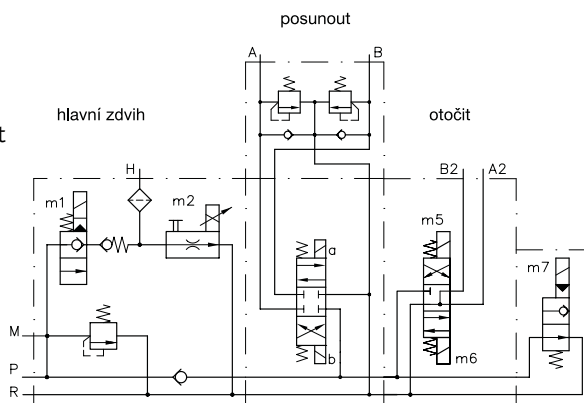 posunout
A B
hlavní zdvih otočit
t
H B2 A2
m1 m2 m5
a m7
M b m6
P
R